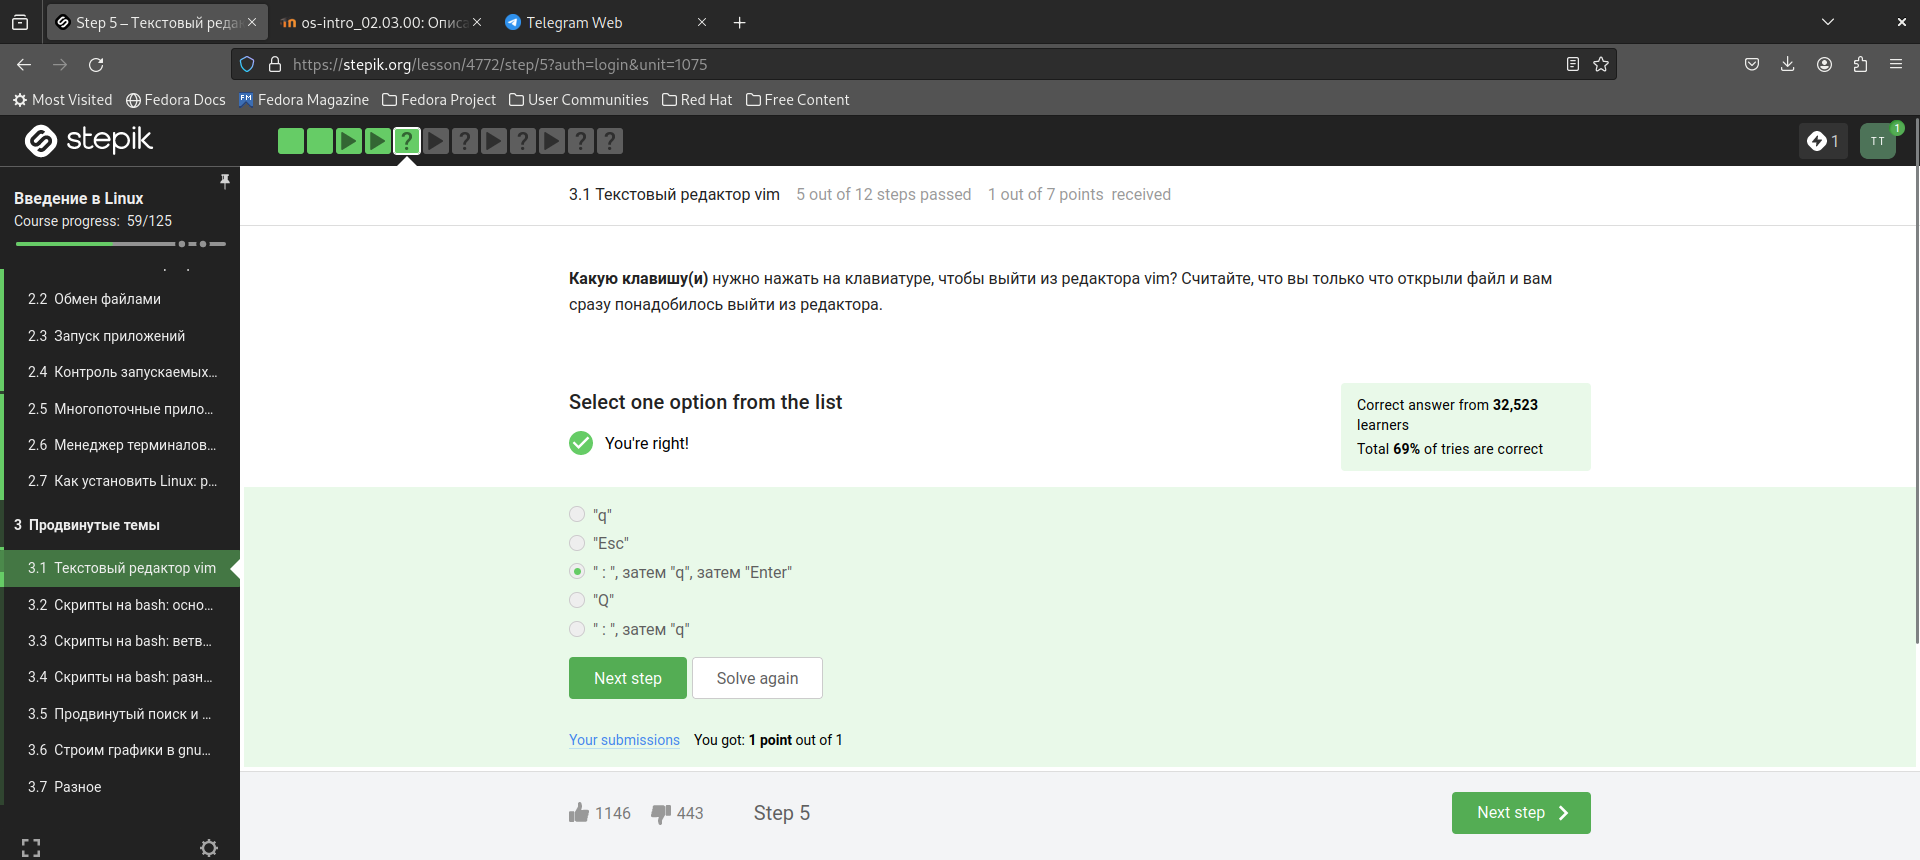 Step 5 – Текстовый реда
os-intro_02.03.00: Опис
Telegram Web
https://stepik.org/lesson/4772/step/5?auth=login&unit=1075
Most Visited
Fedora Docs
Fedora Magazine
Fedora Project
User Communities
Red Hat
Free Content
stepik
? ? ? ? ?
1
TT
1
Введение в Linux
Course progress: 59/125
2.2 Обмен файлами
2.3 Запуск приложений
2.4 Контроль запускаемых...
2.5 Многопоточные прило...
2.6 Менеджер терминалов...
2.7 Как установить Linux: р...
3 Продвинутые темы
3.1 Текстовый редактор vim
3.2 Скрипты на bash: осно...
3.3 Скрипты на bash: ветв...
3.4 Скрипты на bash: разн...
3.5 Продвинутый поиск и ...
3.6 Строим графики в gnu...
3.7 Разное
3.1 Текстовый редактор vim 5 out of 12 steps passed 1 out of 7 points received
Какую клавишу(и) нужно нажать на клавиатуре, чтобы выйти из редактора vim? Считайте, что вы только что открыли файл и вам
сразу понадобилось выйти из редактора.
Select one option from the list
You're right!
Correct answer from 32,523
learners
Total 69% of tries are correct
"q"
"Esc"
" : ", затем "q", затем "Enter"
"Q"
" : ", затем "q"
Next step
Solve again
Your submissions You got: 1 point out of 1
1146
443
Step 5
Next step